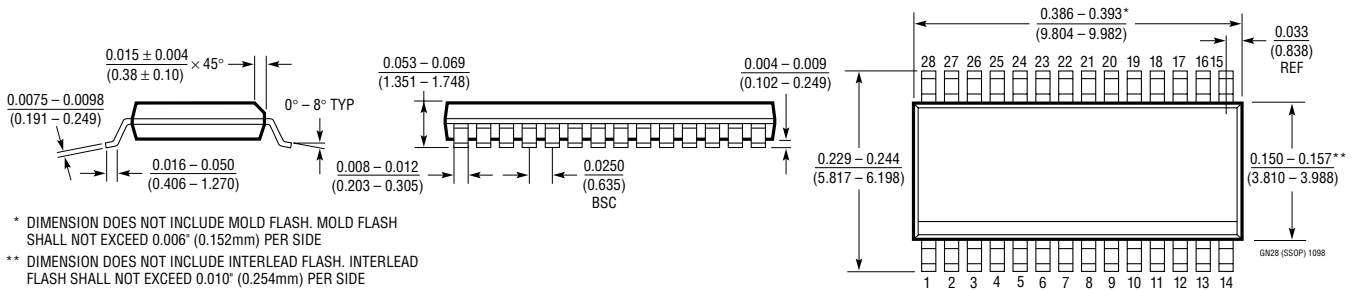 0.015 ± 0.004
(0.38 ± 0.10)
× 45°
0.0075 – 0.0098
(0.191 – 0.249)
0° – 8° TYP
0.016 – 0.050
(0.406 – 1.270)
0.053 – 0.069
(1.351 – 1.748)
0.004 – 0.009
(0.102 – 0.249)
0.008 – 0.012
(0.203 – 0.305)
0.0250
(0.635)
BSC
0.386 – 0.393*
(9.804 – 9.982)
0.033
(0.838)
REF
28 27 26 25 24 23 22 21 20 19 18 17 16 15
0.229 – 0.244
(5.817 – 6.198)
0.150 – 0.157**
(3.810 – 3.988)
1 2 3 4 5 6 7 8 9 10 11 12 13 14
GN28 (SSOP) 1098
* DIMENSION DOES NOT INCLUDE MOLD FLASH. MOLD FLASH
SHALL NOT EXCEED 0.006" (0.152mm) PER SIDE
** DIMENSION DOES NOT INCLUDE INTERLEAD FLASH. INTERLEAD
FLASH SHALL NOT EXCEED 0.010" (0.254mm) PER SIDE